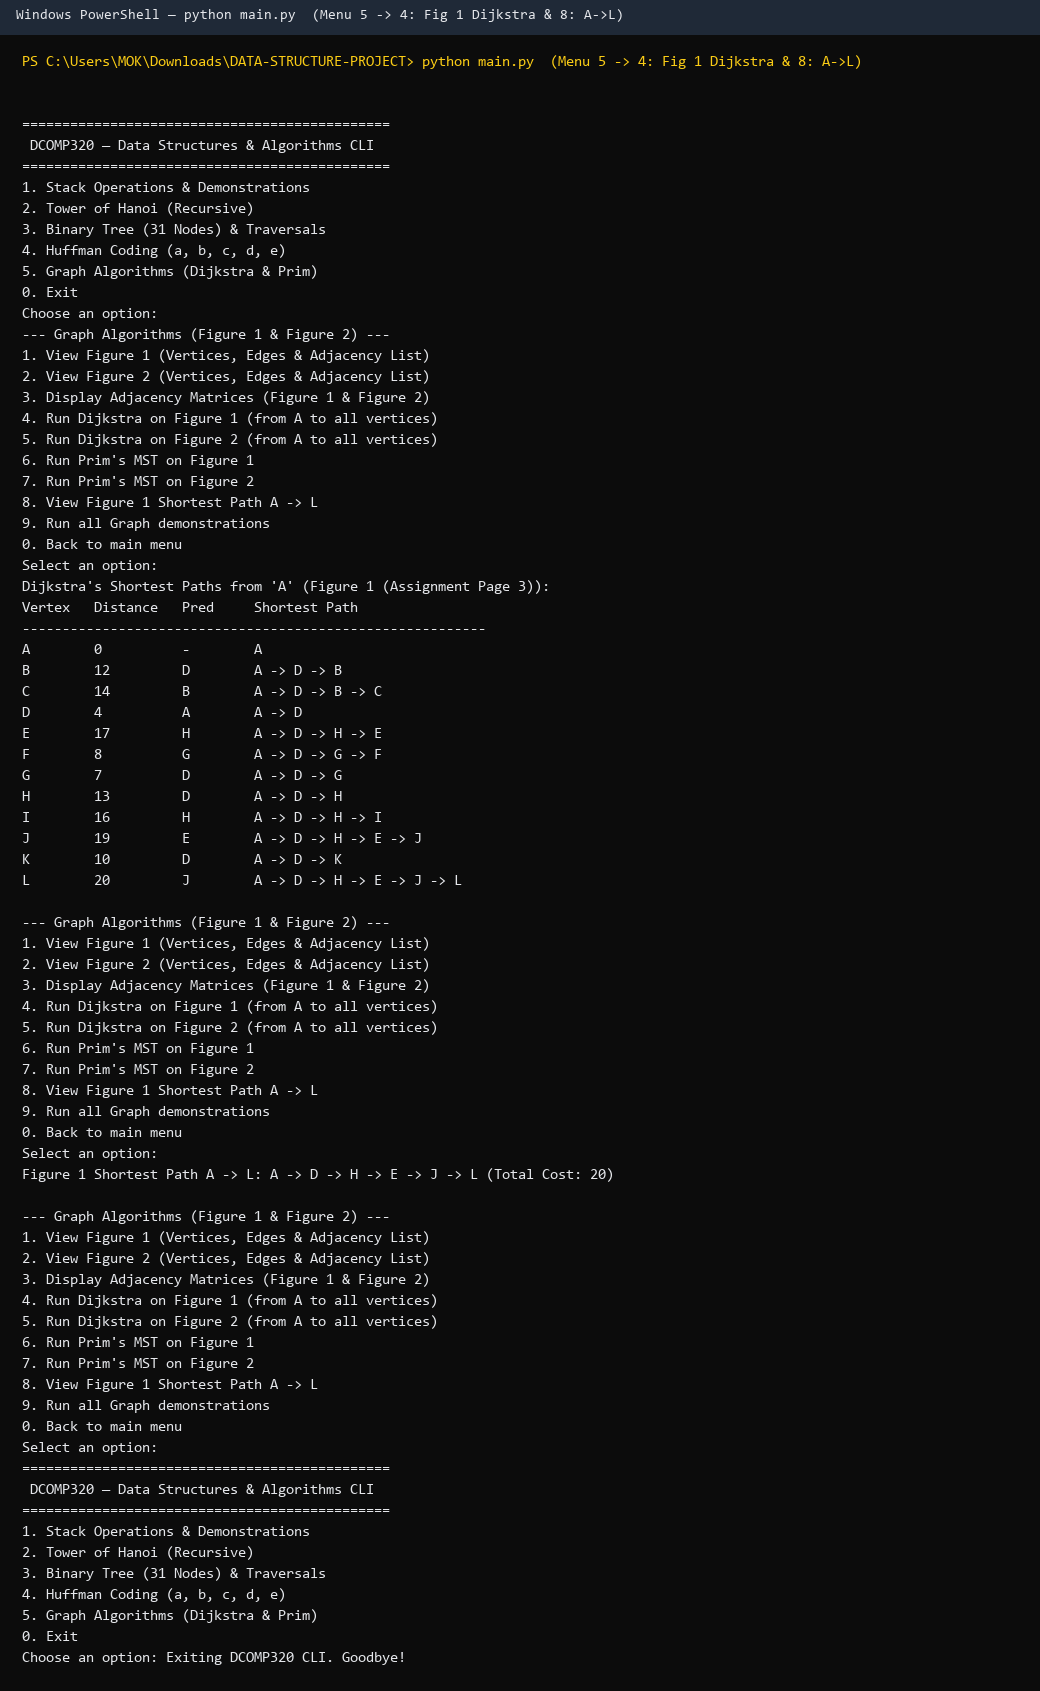 Windows PowerShell — python main.py  (Menu 5 -> 4: Fig 1 Dijkstra & 8: A->L)
PS C:\Users\MOK\Downloads\DATA-STRUCTURE-PROJECT> python main.py  (Menu 5 -> 4: Fig 1 Dijkstra & 8: A->L)
==============================================
 DCOMP320 — Data Structures & Algorithms CLI
==============================================
1. Stack Operations & Demonstrations
2. Tower of Hanoi (Recursive)
3. Binary Tree (31 Nodes) & Traversals
4. Huffman Coding (a, b, c, d, e)
5. Graph Algorithms (Dijkstra & Prim)
0. Exit
Choose an option:
--- Graph Algorithms (Figure 1 & Figure 2) ---
1. View Figure 1 (Vertices, Edges & Adjacency List)
2. View Figure 2 (Vertices, Edges & Adjacency List)
3. Display Adjacency Matrices (Figure 1 & Figure 2)
4. Run Dijkstra on Figure 1 (from A to all vertices)
5. Run Dijkstra on Figure 2 (from A to all vertices)
6. Run Prim's MST on Figure 1
7. Run Prim's MST on Figure 2
8. View Figure 1 Shortest Path A -> L
9. Run all Graph demonstrations
0. Back to main menu
Select an option:
Dijkstra's Shortest Paths from 'A' (Figure 1 (Assignment Page 3)):
Vertex   Distance   Pred     Shortest Path
----------------------------------------------------------
A        0          -        A
B        12         D        A -> D -> B
C        14         B        A -> D -> B -> C
D        4          A        A -> D
E        17         H        A -> D -> H -> E
F        8          G        A -> D -> G -> F
G        7          D        A -> D -> G
H        13         D        A -> D -> H
I        16         H        A -> D -> H -> I
J        19         E        A -> D -> H -> E -> J
K        10         D        A -> D -> K
L        20         J        A -> D -> H -> E -> J -> L
--- Graph Algorithms (Figure 1 & Figure 2) ---
1. View Figure 1 (Vertices, Edges & Adjacency List)
2. View Figure 2 (Vertices, Edges & Adjacency List)
3. Display Adjacency Matrices (Figure 1 & Figure 2)
4. Run Dijkstra on Figure 1 (from A to all vertices)
5. Run Dijkstra on Figure 2 (from A to all vertices)
6. Run Prim's MST on Figure 1
7. Run Prim's MST on Figure 2
8. View Figure 1 Shortest Path A -> L
9. Run all Graph demonstrations
0. Back to main menu
Select an option:
Figure 1 Shortest Path A -> L: A -> D -> H -> E -> J -> L (Total Cost: 20)
--- Graph Algorithms (Figure 1 & Figure 2) ---
1. View Figure 1 (Vertices, Edges & Adjacency List)
2. View Figure 2 (Vertices, Edges & Adjacency List)
3. Display Adjacency Matrices (Figure 1 & Figure 2)
4. Run Dijkstra on Figure 1 (from A to all vertices)
5. Run Dijkstra on Figure 2 (from A to all vertices)
6. Run Prim's MST on Figure 1
7. Run Prim's MST on Figure 2
8. View Figure 1 Shortest Path A -> L
9. Run all Graph demonstrations
0. Back to main menu
Select an option:
==============================================
 DCOMP320 — Data Structures & Algorithms CLI
==============================================
1. Stack Operations & Demonstrations
2. Tower of Hanoi (Recursive)
3. Binary Tree (31 Nodes) & Traversals
4. Huffman Coding (a, b, c, d, e)
5. Graph Algorithms (Dijkstra & Prim)
0. Exit
Choose an option: Exiting DCOMP320 CLI. Goodbye!